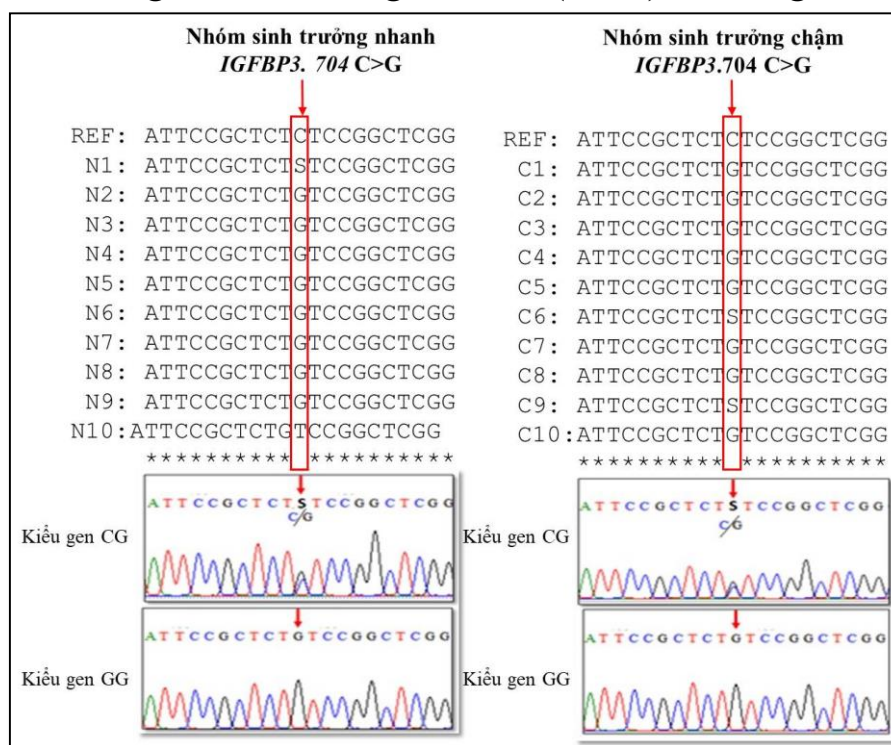 Nhóm sinh trưởng nhanh
IGFBP3. 704 C>G
REF: ATTCCGCTCTCTCCGGCTCGG
N1: ATTCCGCTCTSTCCGGCTCGG
N2: ATTCCGCTCTGTCCGGCTCGG
N3: ATTCCGCTCTGTCCGGCTCGG
N4: ATTCCGCTCTGTCCGGCTCGG
N5: ATTCCGCTCTGTCCGGCTCGG
N6: ATTCCGCTCTGTCCGGCTCGG
N7: ATTCCGCTCTGTCCGGCTCGG
N8: ATTCCGCTCTGTCCGGCTCGG
N9: ATTCCGCTCTGTCCGGCTCGG
N10:ATTCCGCTCTGTCCGGCTCGG
********** **********
Kiểu gen CG
ATTCCGCTCTSTCCGGCTCGG
C/G
Kiểu gen GG
ATTCCGCTCTGTCCGGCTCGG
Nhóm sinh trưởng chậm
IGFBP3.704 C>G
REF: ATTCCGCTCTCTCCGGCTCGG
C1: ATTCCGCTCTGTCCGGCTCGG
C2: ATTCCGCTCTGTCCGGCTCGG
C3: ATTCCGCTCTGTCCGGCTCGG
C4: ATTCCGCTCTGTCCGGCTCGG
C5: ATTCCGCTCTGTCCGGCTCGG
C6: ATTCCGCTCTSTCCGGCTCGG
C7: ATTCCGCTCTGTCCGGCTCGG
C8: ATTCCGCTCTGTCCGGCTCGG
C9: ATTCCGCTCTSTCCGGCTCGG
C10:ATTCCGCTCTGTCCGGCTCGG
********** **********
Kiểu gen CG
ATTCCGCTCTSTCCGGCTCGG
C/G
Kiểu gen GG
ATTCCGCTCTGTCCGGCTCGG